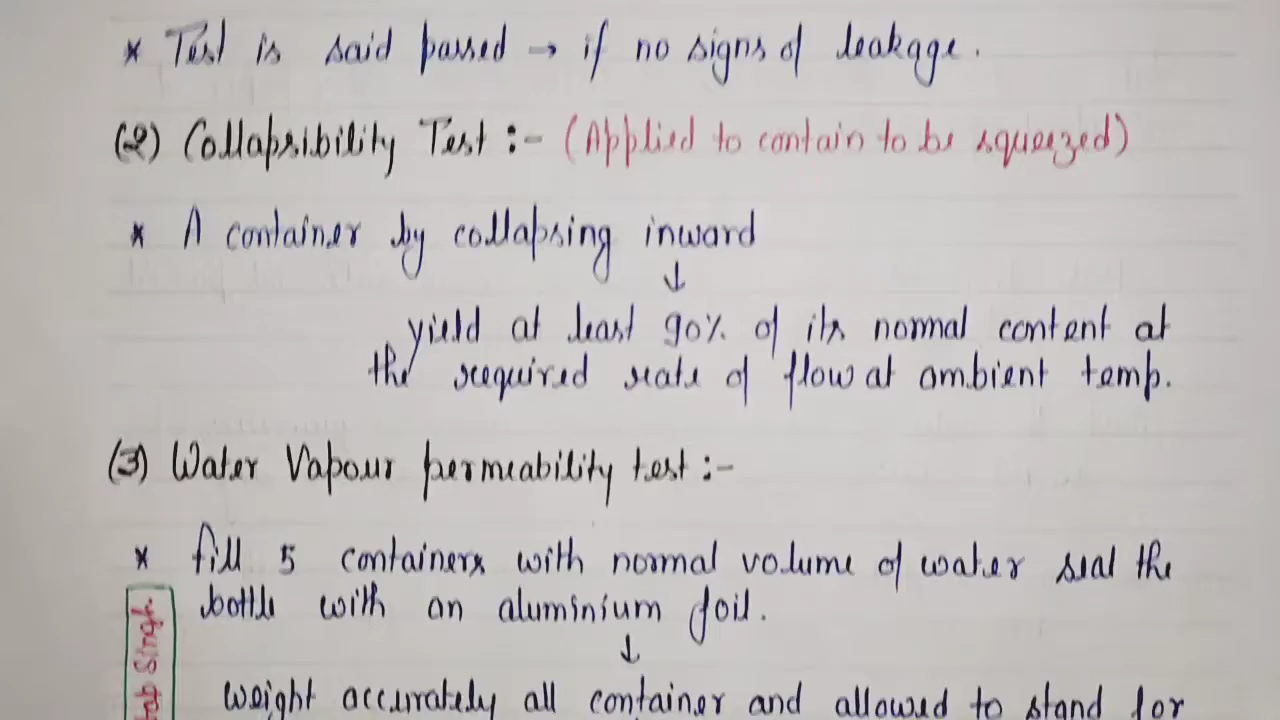 * Test is said passed → if no signs of leakage.
(2) Collapsibility Test :- (Applied to contain to be squeezed)
* A container by collapsing inward
↓
yield at least 90% of its normal content at
the required rate of flow at ambient temp.
(3) Water Vapour permeability test :-
* fill 5 containers with normal volume of water seal the
bottle with an aluminium foil.
↓
weight accurately all container and allowed to stand for
Singh